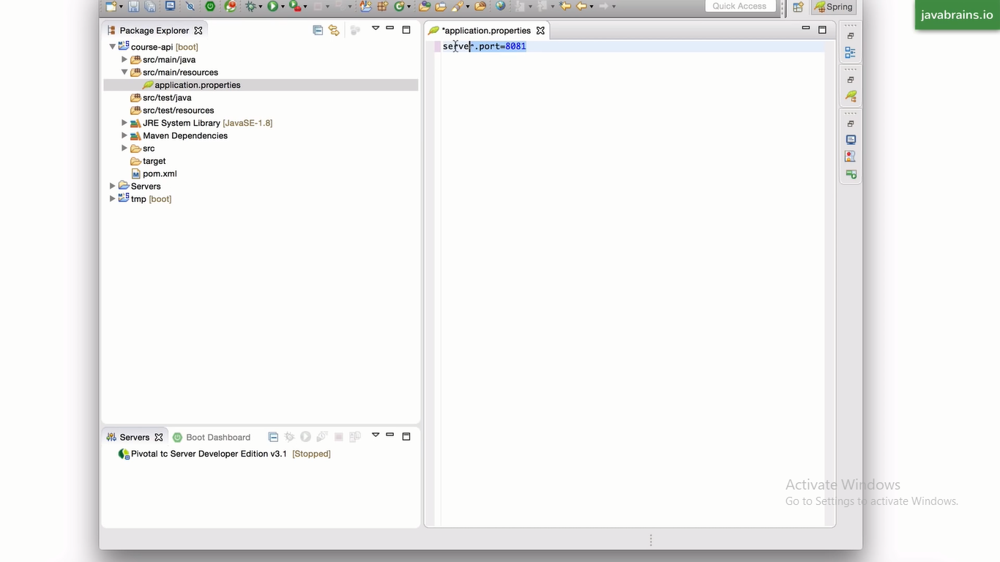 Quick Access
Spring
javabrains.io
Package Explorer
course-api [boot]
src/main/java
src/main/resources
application.properties
src/test/java
src/test/resources
JRE System Library [JavaSE-1.8]
Maven Dependencies
src
target
pom.xml
Servers
tmp [boot]
*application.properties
server.port=8081
Servers
Boot Dashboard
Pivotal tc Server Developer Edition v3.1 [Stopped]
Activate Windows
Go to Settings to activate Windows.